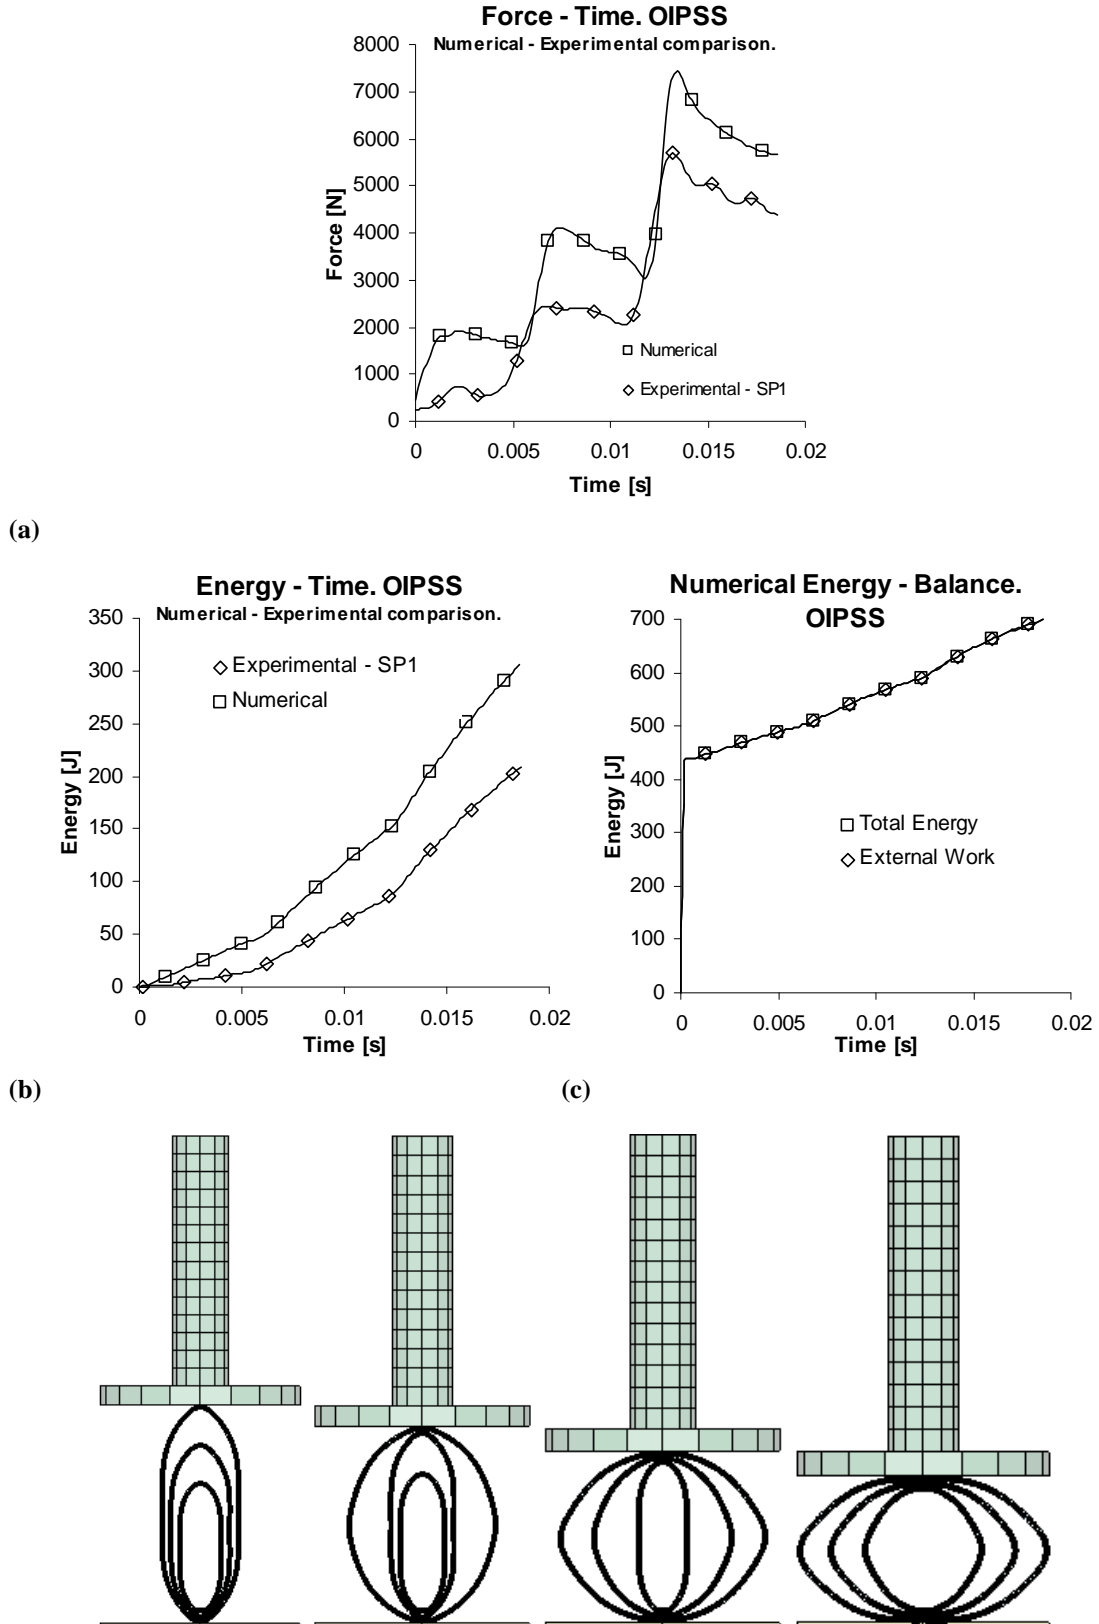 Force - Time. OIPSS
Numerical - Experimental comparison.
8000
7000
6000
5000
4000
3000
2000
1000
0
Force [N]
Numerical
Experimental - SP1
0 0.005 0.01 0.015 0.02
Time [s]
(a)
Energy - Time. OIPSS
Numerical - Experimental comparison.
350
300
250
200
150
100
50
0
Energy [J]
Experimental - SP1
Numerical
0 0.005 0.01 0.015 0.02
Time [s]
Numerical Energy - Balance.
OIPSS
700
600
500
400
300
200
100
0
Energy [J]
Total Energy
External Work
0 0.005 0.01 0.015 0.02
Time [s]
(b)
(c)